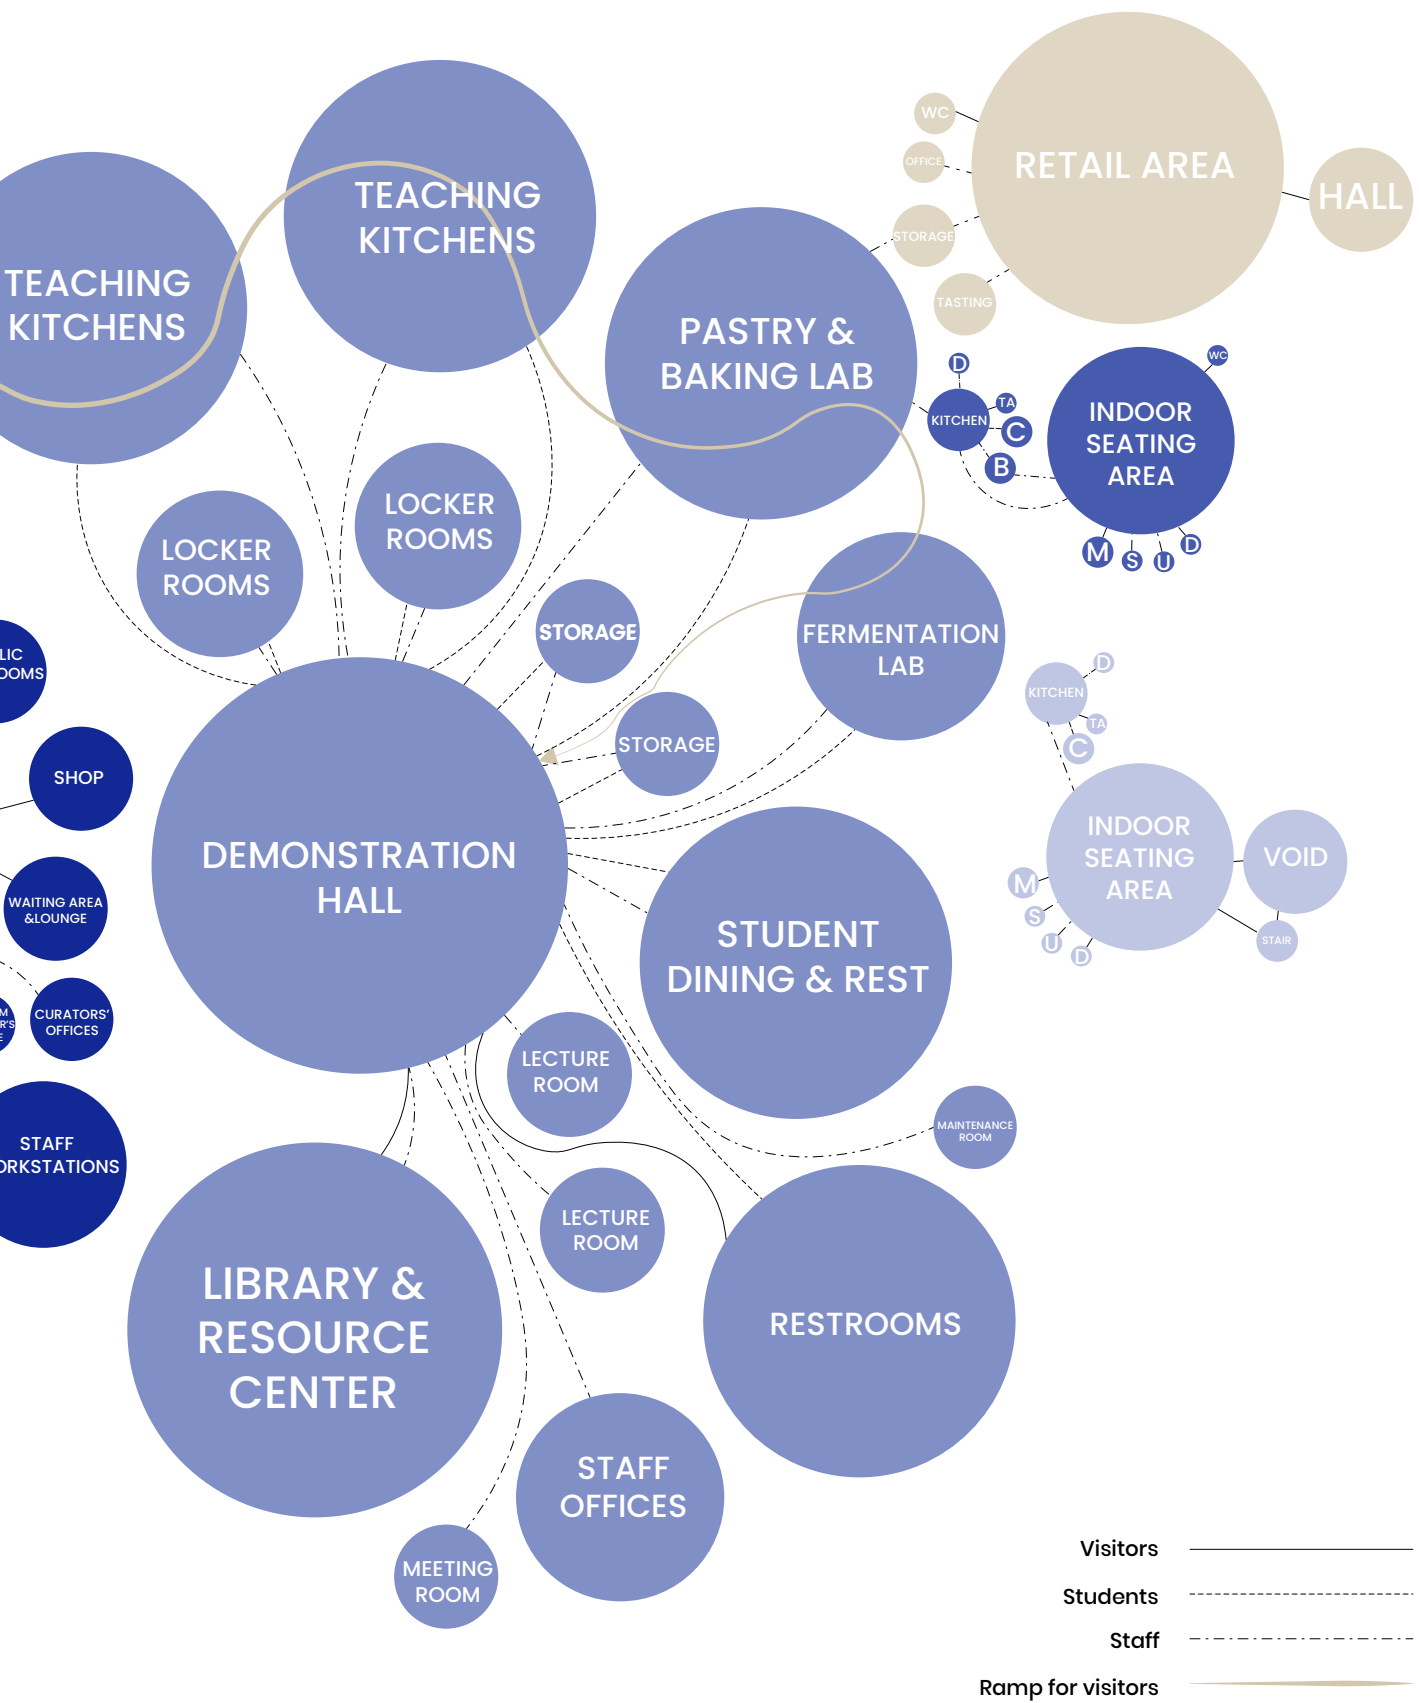 WC
OFFICE
STORAGE
TASTING
RETAIL AREA
HALL
TEACHING
KITCHENS
TEACHING
KITCHENS
PASTRY &
BAKING LAB
D
KITCHEN
TA
C
B
INDOOR
SEATING
AREA
WC
M
S
U
D
LOCKER
ROOMS
LOCKER
ROOMS
STORAGE
STORAGE
FERMENTATION
LAB
KITCHEN
D
TA
C
INDOOR
SEATING
AREA
VOID
STAIR
M
S
U
D
LIC
OOMS
SHOP
WAITING AREA
&LOUNGE
M
R'S
E
CURATORS'
OFFICES
STAFF
ORKSTATIONS
DEMONSTRATION
HALL
STUDENT
DINING & REST
LECTURE
ROOM
LECTURE
ROOM
MAINTENANCE
ROOM
RESTROOMS
LIBRARY &
RESOURCE
CENTER
STAFF
OFFICES
MEETING
ROOM
Visitors
Students
Staff
Ramp for visitors